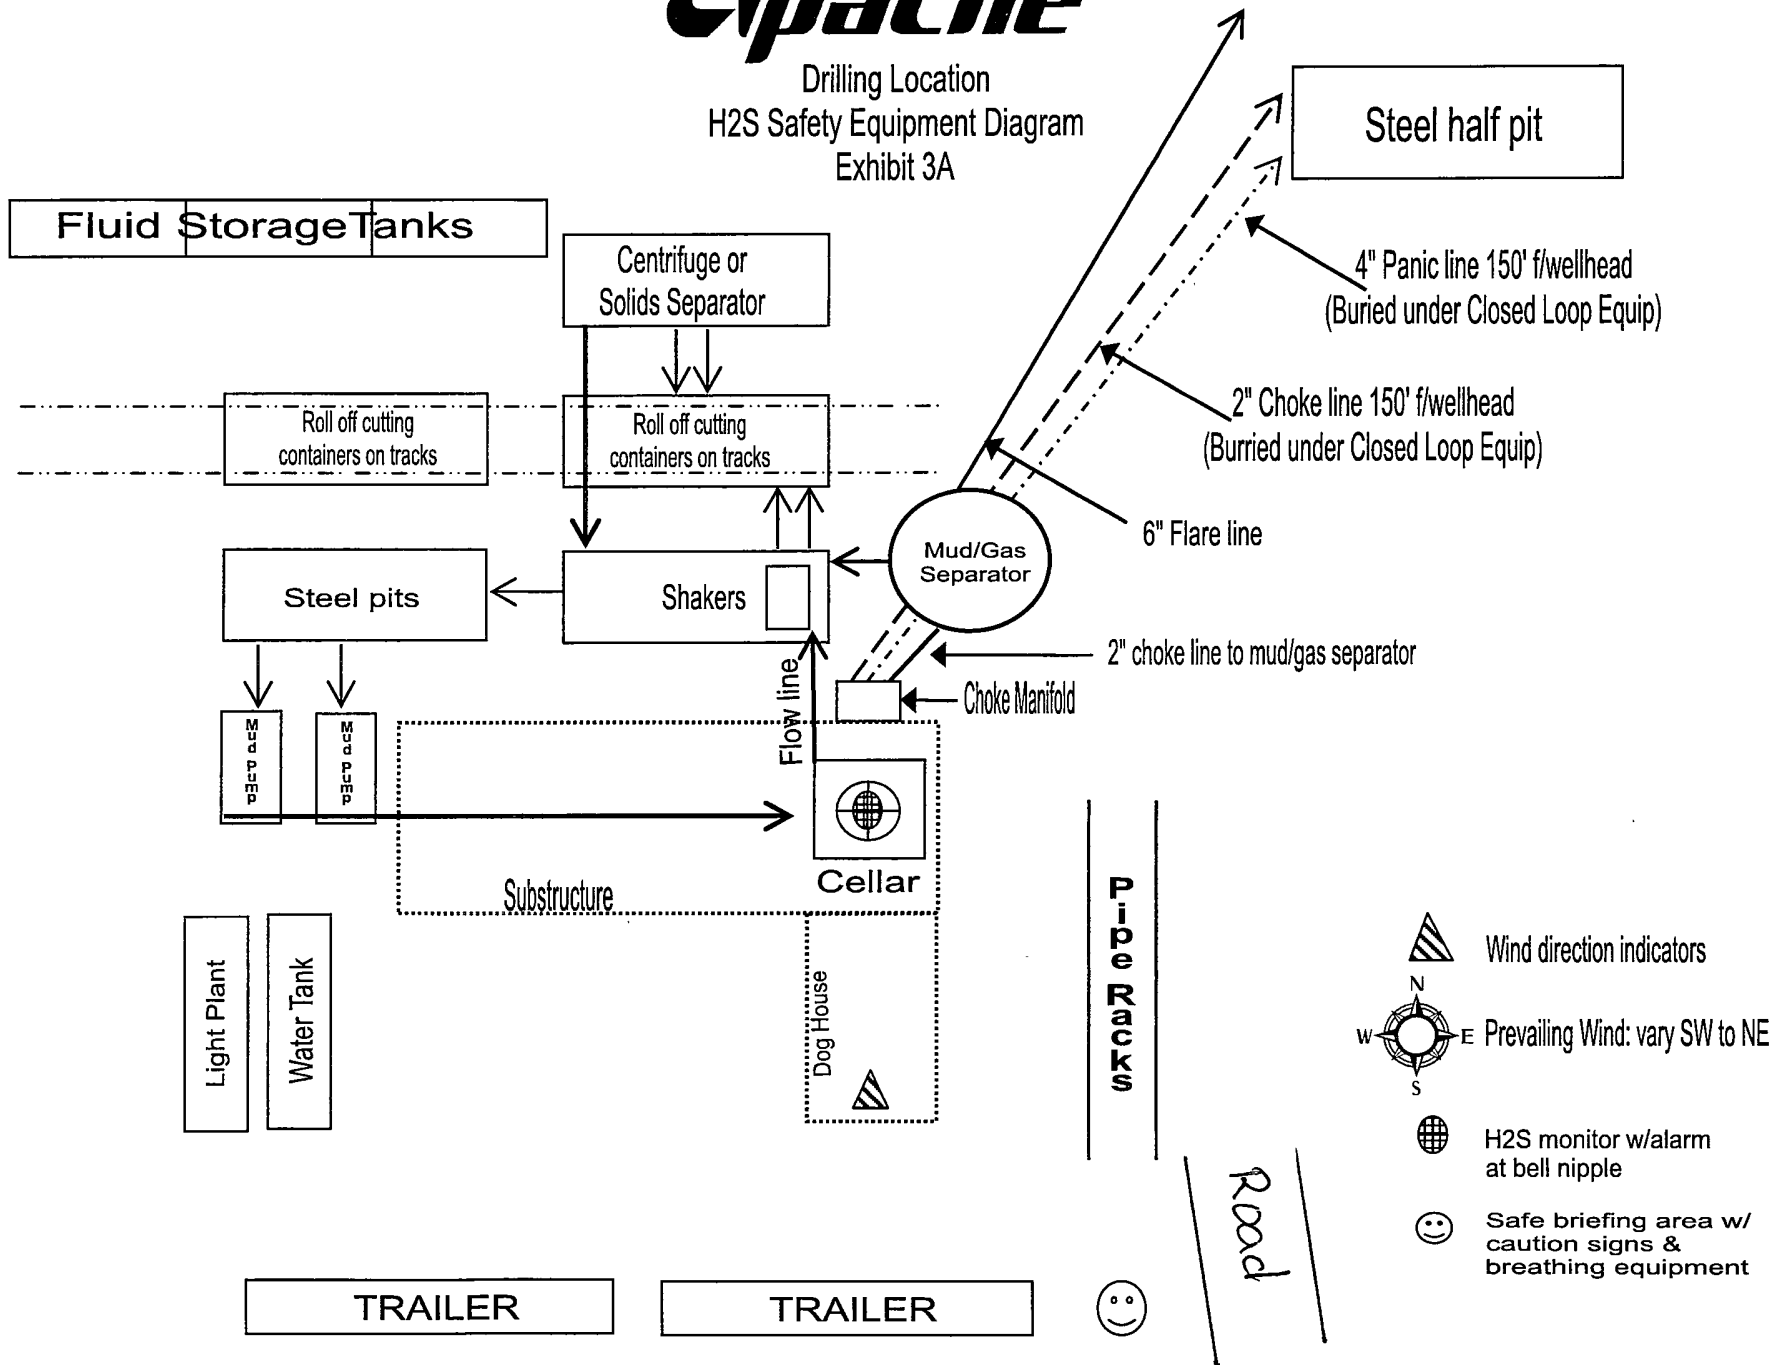 Apache
Drilling Location
H2S Safety Equipment Diagram
Exhibit 3A
Steel half pit
Fluid StorageTanks
Centrifuge or
Solids Separator
4" Panic line 150' f/wellhead
(Buried under Closed Loop Equip)
Roll off cutting
containers on tracks
Roll off cutting
containers on tracks
2" Choke line 150' f/wellhead
(Burried under Closed Loop Equip)
6" Flare line
Mud/Gas
Separator
Steel pits
Shakers
2" choke line to mud/gas separator
Flow line
Choke Manifold
Mud Pump
Mud Pump
Cellar
Substructure
Pipe Racks
Light Plant
Water Tank
Dog House
Wind direction indicators
N
W
E
S
Prevailing Wind: vary SW to NE
H2S monitor w/alarm
at bell nipple
Road
Safe briefing area w/
caution signs &
breathing equipment
TRAILER
TRAILER